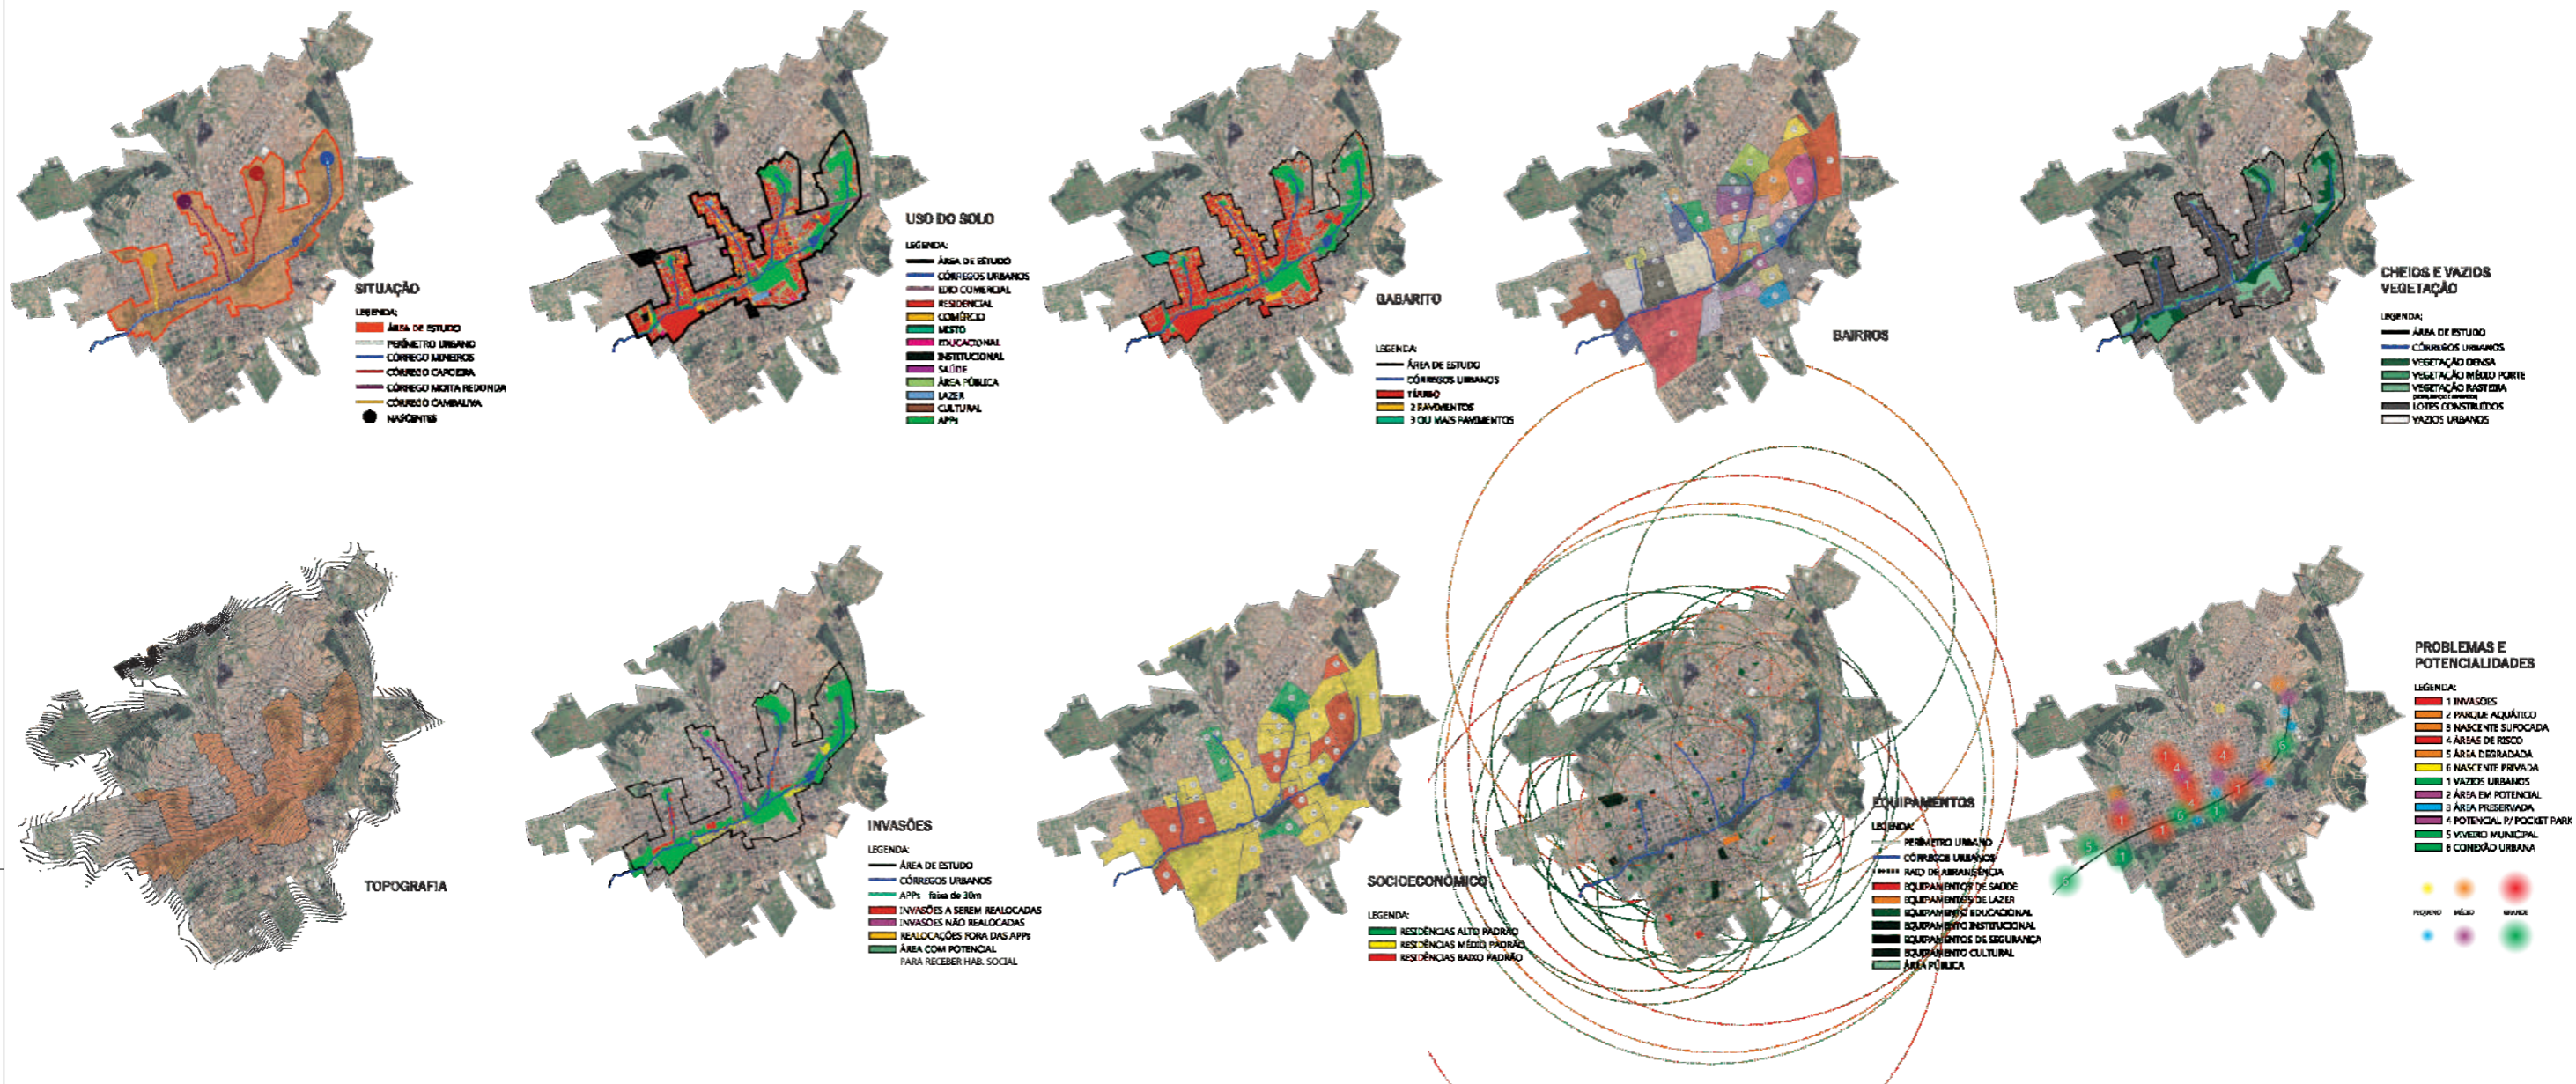 SITUAÇÃO
LEGENDA:
ÁREA DE ESTUDO
PERÍMETRO URBANO
CÓRREGO MINEIROS
CÓRREGO CAPOEIRA
CÓRREGO MOITA REDONDA
CÓRREGO CAMBAUVA
NASCENTES
USO DO SOLO
LEGENDA:
ÁREA DE ESTUDO
CÓRREGOS URBANOS
EIXO COMERCIAL
RESIDENCIAL
COMÉRCIO
MISTO
EDUCACIONAL
INSTITUCIONAL
SAÚDE
ÁREA PÚBLICA
LAZER
CULTURAL
APPs
GABARITO
LEGENDA:
ÁREA DE ESTUDO
CÓRREGOS URBANOS
TÉRREO
2 PAVIMENTOS
3 OU MAIS PAVIMENTOS
BAIRROS
CHEIOS E VAZIOS
VEGETAÇÃO
LEGENDA:
ÁREA DE ESTUDO
CÓRREGOS URBANOS
VEGETAÇÃO DENSA
VEGETAÇÃO MÉDIO PORTE
VEGETAÇÃO RASTEIRA
LOTES CONSTRUÍDOS
VAZIOS URBANOS
TOPOGRAFIA
INVASÕES
LEGENDA:
ÁREA DE ESTUDO
CÓRREGOS URBANOS
APPs - faixa de 30m
INVASÕES A SEREM REALOCADAS
INVASÕES NÃO REALOCADAS
REALOCAÇÕES FORA DAS APPs
ÁREA COM POTENCIAL
PARA RECEBER HAB. SOCIAL
SOCIOECONÔMICO
LEGENDA:
RESIDÊNCIAS ALTO PADRÃO
RESIDÊNCIAS MÉDIO PADRÃO
RESIDÊNCIAS BAIXO PADRÃO
EQUIPAMENTOS
LEGENDA:
PERÍMETRO URBANO
CÓRREGOS URBANOS
RAIO DE ABRANGÊNCIA
EQUIPAMENTOS DE SAÚDE
EQUIPAMENTOS DE LAZER
EQUIPAMENTO EDUCACIONAL
EQUIPAMENTO INSTITUCIONAL
EQUIPAMENTOS DE SEGURANÇA
EQUIPAMENTO CULTURAL
ÁREA PÚBLICA
PROBLEMAS E
POTENCIALIDADES
LEGENDA:
1 INVASÕES
2 PARQUE AQUÁTICO
3 NASCENTE SUFOCADA
4 ÁREAS DE RISCO
5 ÁREA DEGRADADA
6 NASCENTE PRIVADA
1 VAZIOS URBANOS
2 ÁREA EM POTENCIAL
3 ÁREA PRESERVADA
4 POTENCIAL P/ POCKET PARK
5 VIVEIRO MUNICIPAL
6 CONEXÃO URBANA
PEQUENO MÉDIO GRANDE